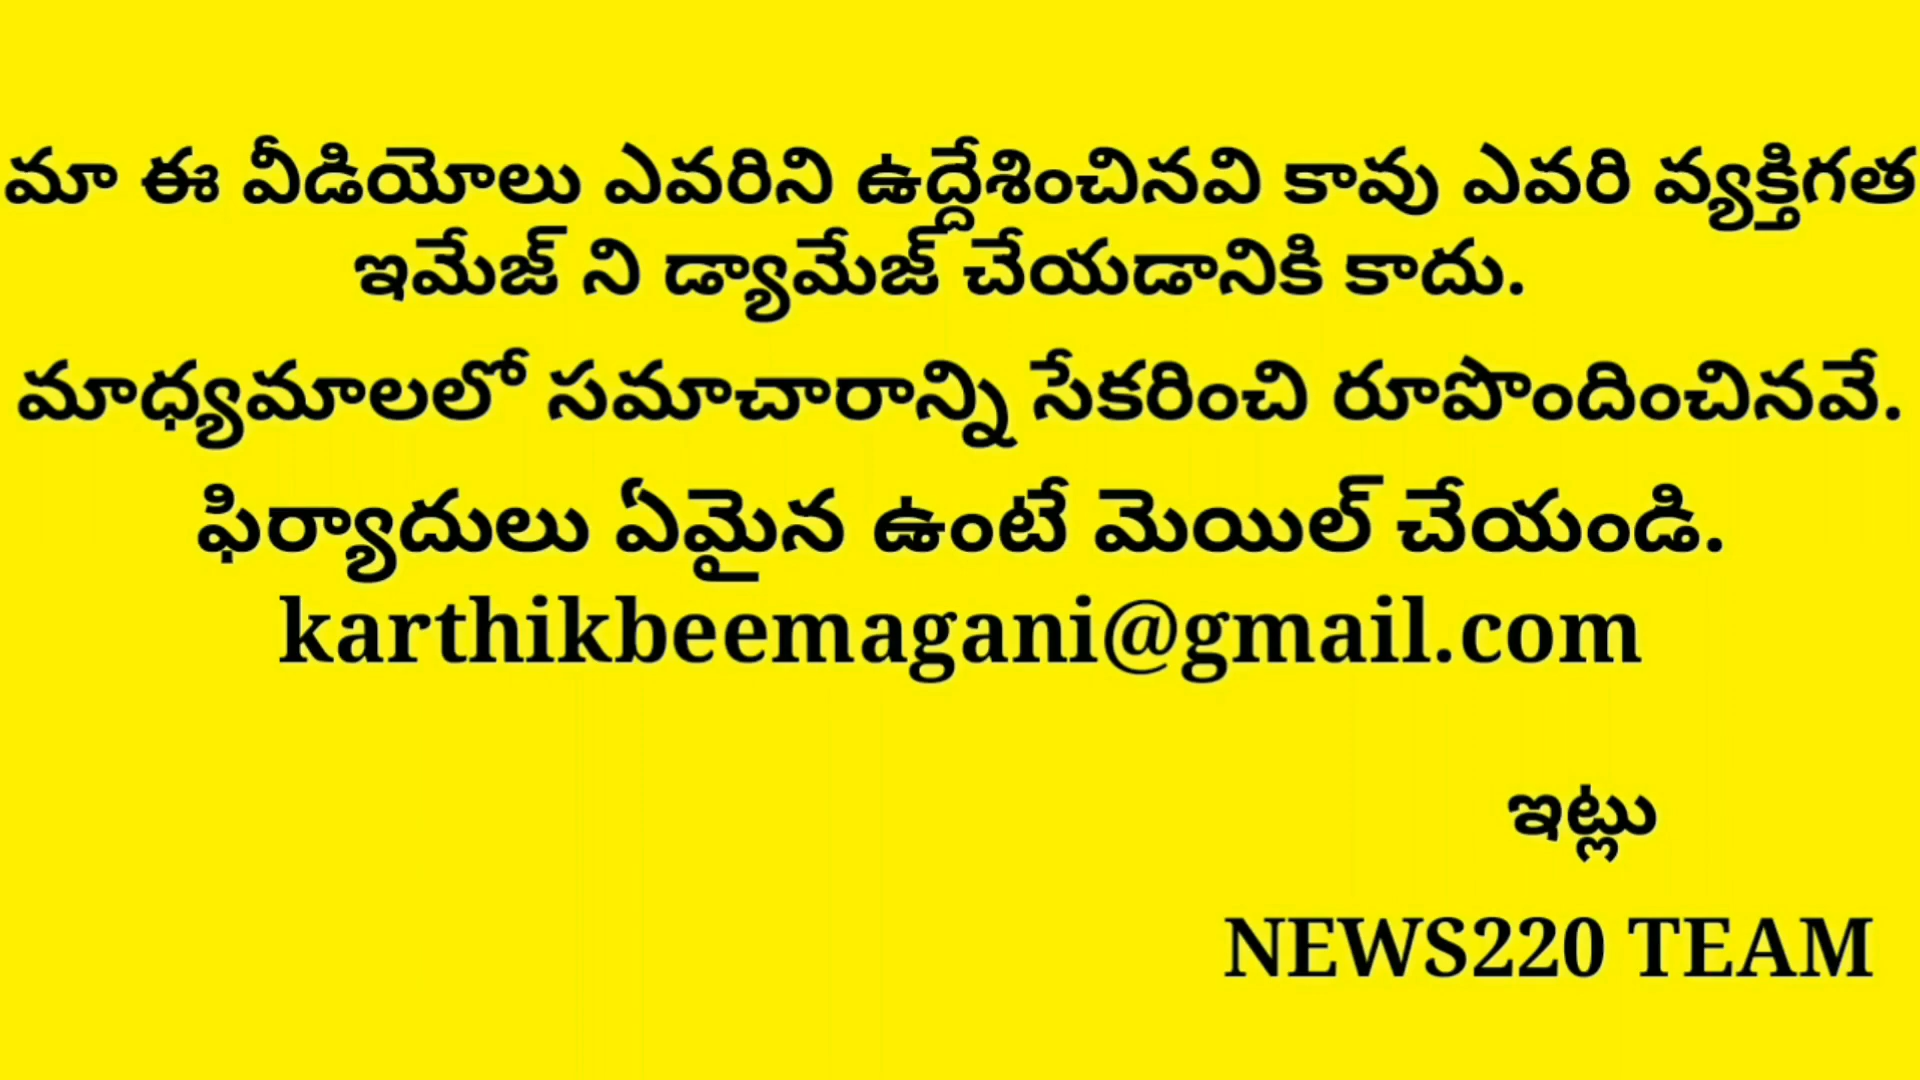 మా ఈ వీడియోలు ఎవరిని ఉద్దేశించినవి కావు ఎవరి వ్యక్తిగత
ఇమేజ్ ని డ్యామేజ్ చేయడానికి కాదు.
మాధ్యమాలలో సమాచారాన్ని సేకరించి రూపొందించినవే.
ఫిర్యాదులు ఏమైన ఉంటే మెయిల్ చేయండి.
karthikbeemagani@gmail.com
ఇట్లు
NEWS220 TEAM